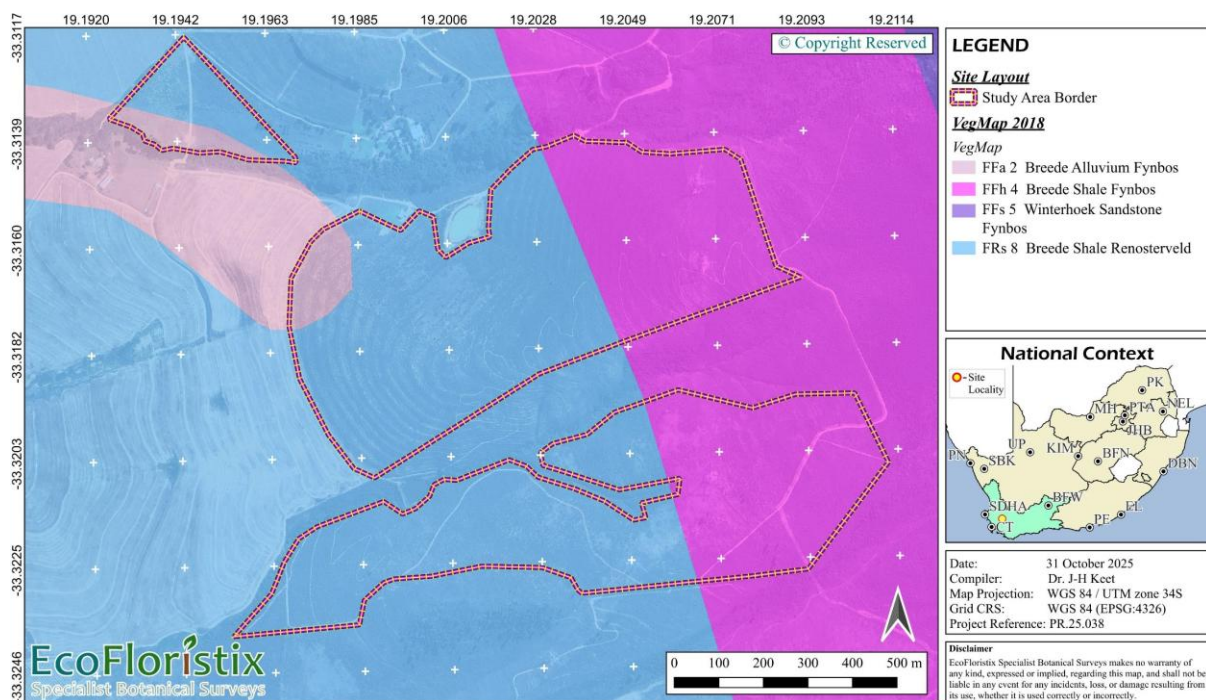 19.1920 19.1942 19.1963 19.1985 19.2006 19.2028 19.2049 19.2071 19.2093 19.2114
-33.3117
-33.3139
-33.3160
-33.3182
-33.3203
-33.3225
-33.3246
© Copyright Reserved
EcoFloristix
Specialist Botanical Surveys
0 100 200 300 400 500 m
LEGEND
Site Layout
Study Area Border
VegMap 2018
VegMap
FFa 2 Breede Alluvium Fynbos
FFh 4 Breede Shale Fynbos
FFs 5 Winterhoek Sandstone
Fynbos
FRs 8 Breede Shale Renosterveld
National Context
- Site
Locality
PK
MH PTA NEL
JHB
UP KIM BFN
PN SBK DBN
SDHA BFW EL
CT PE
Date: 31 October 2025
Compiler: Dr. J-H Keet
Map Projection: WGS 84 / UTM zone 34S
Grid CRS: WGS 84 (EPSG:4326)
Project Reference: PR.25.038
Disclaimer
EcoFloristix Specialist Botanical Surveys makes no warranty of
any kind, expressed or implied, regarding this map, and shall not be
liable in any event for any incidents, loss, or damage resulting from
its use, whether it is used correctly or incorrectly.